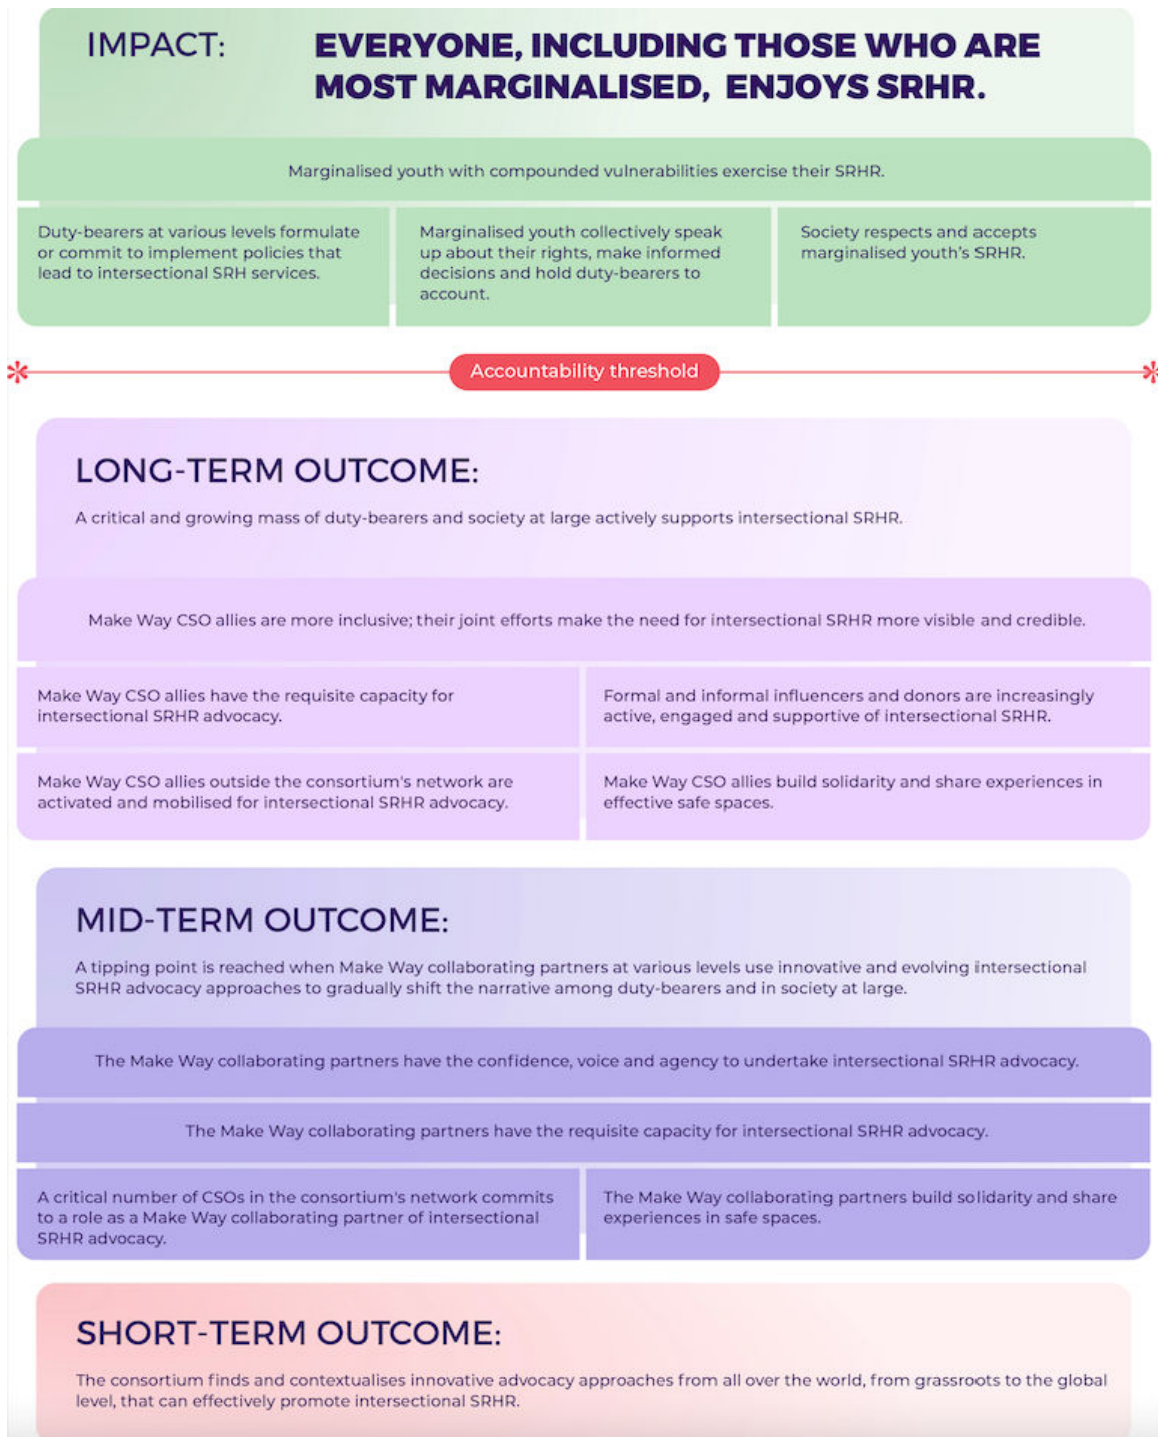 IMPACT:
EVERYONE, INCLUDING THOSE WHO ARE
MOST MARGINALISED, ENJOYS SRHR.
Marginalised youth with compounded vulnerabilities exercise their SRHR.
Duty-bearers at various levels formulate
or commit to implement policies that
lead to intersectional SRH services.
Marginalised youth collectively speak
up about their rights, make informed
decisions and hold duty-bearers to
account.
Society respects and accepts
marginalised youth's SRHR.
Accountability threshold
LONG-TERM OUTCOME:
A critical and growing mass of duty-bearers and society at large actively supports intersectional SRHR.
Make Way CSO allies are more inclusive; their joint efforts make the need for intersectional SRHR more visible and credible.
Make Way CSO allies have the requisite capacity for
intersectional SRHR advocacy.
Formal and informal influencers and donors are increasingly
active, engaged and supportive of intersectional SRHR.
Make Way CSO allies outside the consortium's network are
activated and mobilised for intersectional SRHR advocacy.
Make Way CSO allies build solidarity and share experiences in
effective safe spaces.
MID-TERM OUTCOME:
A tipping point is reached when Make Way collaborating partners at various levels use innovative and evolving intersectional
SRHR advocacy approaches to gradually shift the narrative among duty-bearers and in society at large.
The Make Way collaborating partners have the confidence, voice and agency to undertake intersectional SRHR advocacy.
The Make Way collaborating partners have the requisite capacity for intersectional SRHR advocacy.
A critical number of CSOs in the consortium's network commits
to a role as a Make Way collaborating partner of intersectional
SRHR advocacy.
The Make Way collaborating partners build solidarity and share
experiences in safe spaces.
SHORT-TERM OUTCOME:
The consortium finds and contextualises innovative advocacy approaches from all over the world, from grassroots to the global
level, that can effectively promote intersectional SRHR.